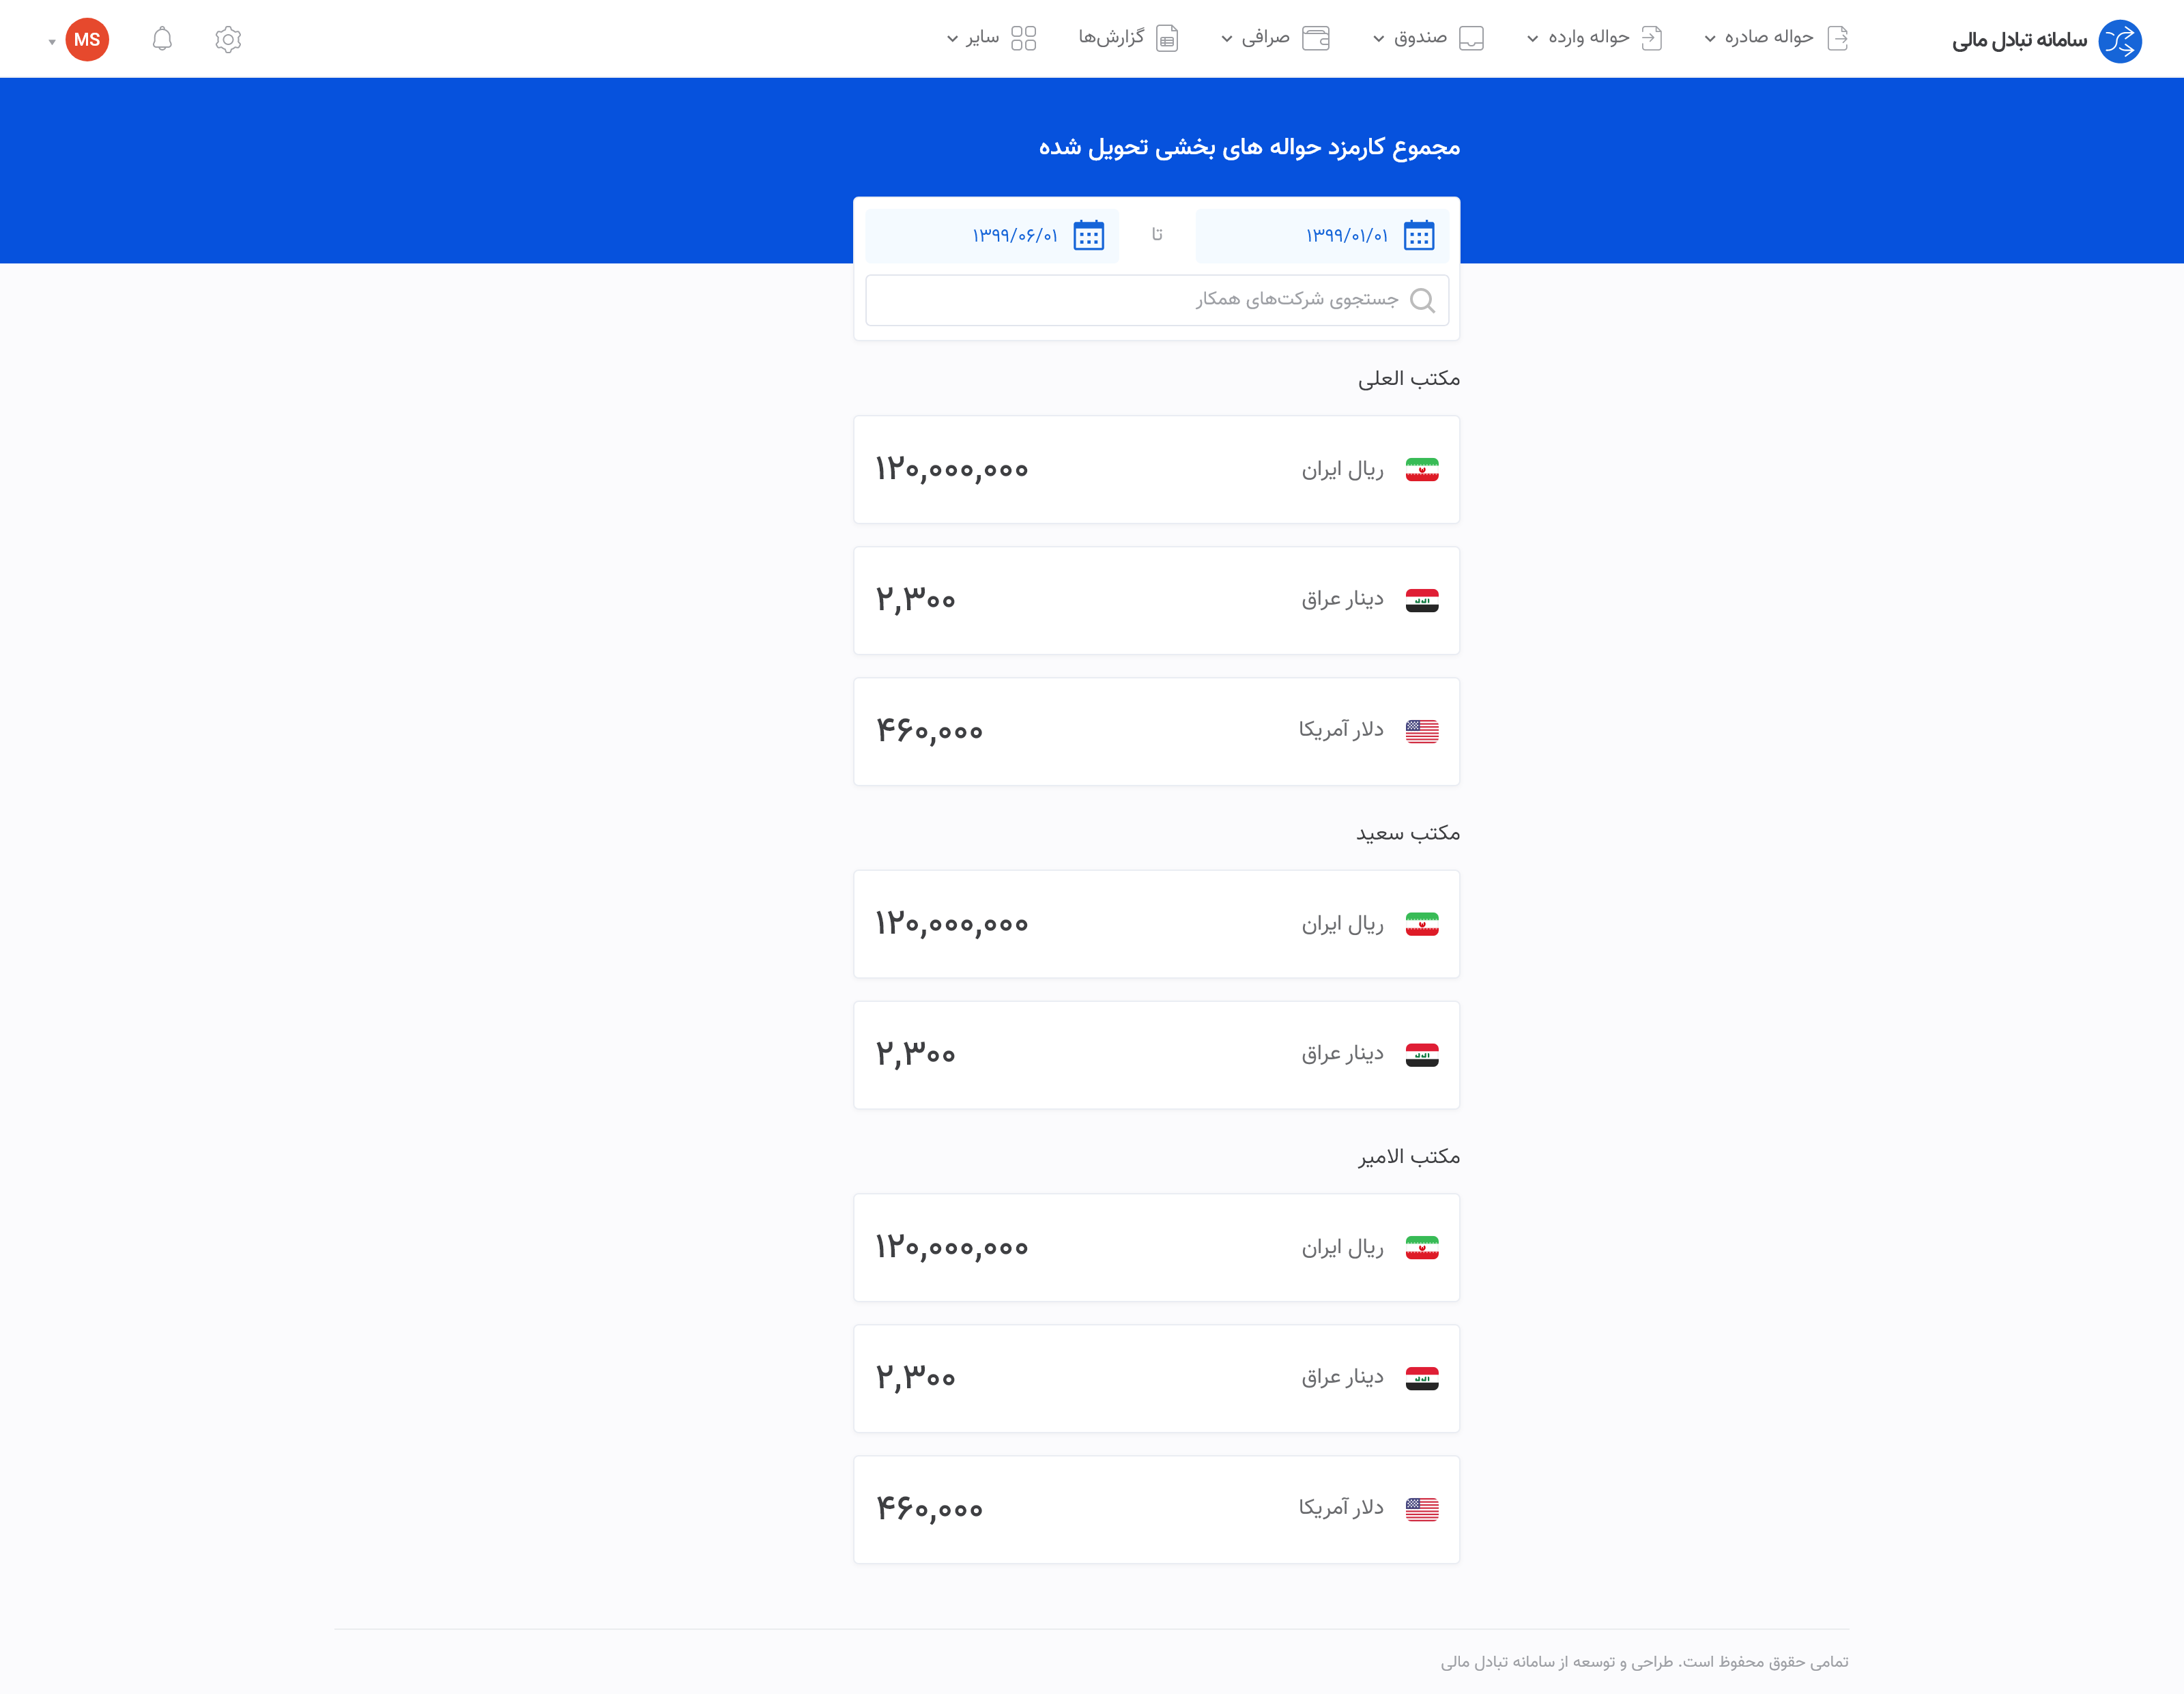 سامانه تبادل مالی
حواله صادره
حواله وارده
صندوق
صرافی
گزارش‌ها
سایر
MS
مجموع کارمزد حواله های بخشی تحویل شده
۱۳۹۹/۰۱/۰۱ تا ۱۳۹۹/۰۶/۰۱
جستجوی شرکت‌های همکار
مکتب العلی
ریال ایران ۱۲۰,۰۰۰,۰۰۰
دینار عراق ۲,۳۰۰
دلار آمریکا ۴۶۰,۰۰۰
مکتب سعید
ریال ایران ۱۲۰,۰۰۰,۰۰۰
دینار عراق ۲,۳۰۰
مکتب الامیر
ریال ایران ۱۲۰,۰۰۰,۰۰۰
دینار عراق ۲,۳۰۰
دلار آمریکا ۴۶۰,۰۰۰
تمامی حقوق محفوظ است. طراحی و توسعه از سامانه تبادل مالی